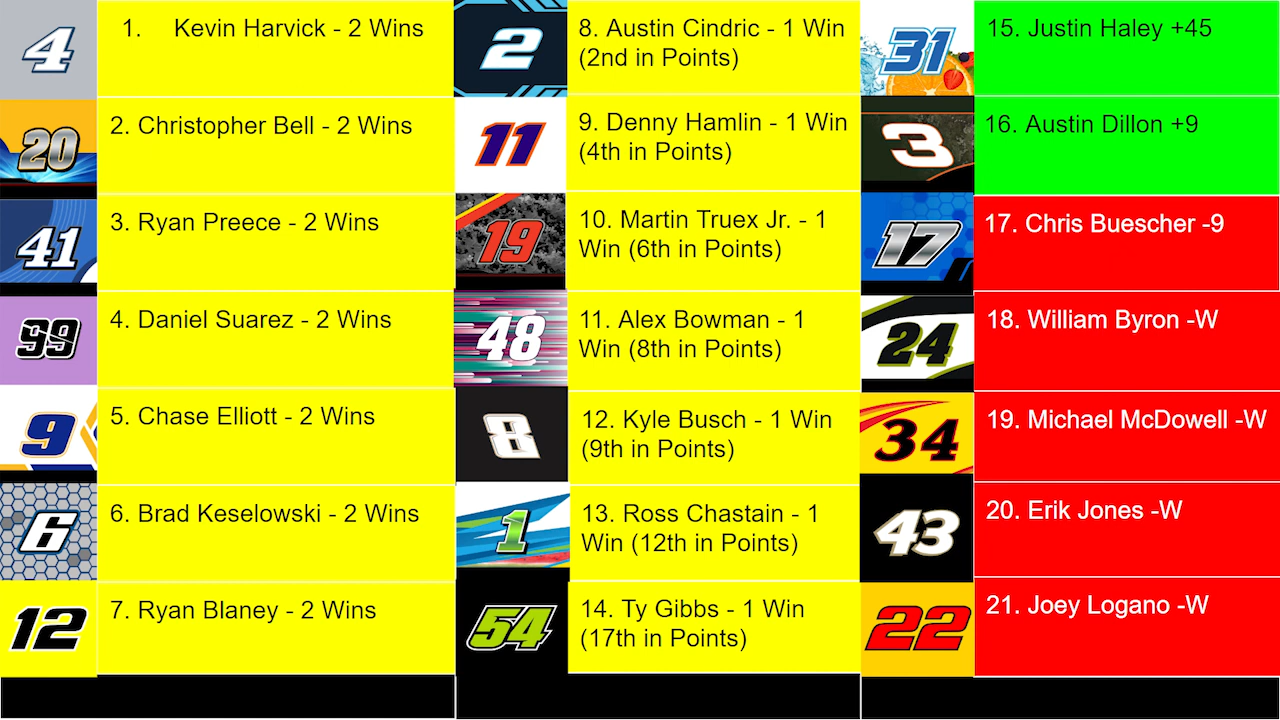 4
1. Kevin Harvick - 2 Wins
20
2. Christopher Bell - 2 Wins
41
3. Ryan Preece - 2 Wins
99
4. Daniel Suarez - 2 Wins
9
5. Chase Elliott - 2 Wins
6
6. Brad Keselowski - 2 Wins
12
7. Ryan Blaney - 2 Wins
2
8. Austin Cindric - 1 Win
(2nd in Points)
11
9. Denny Hamlin - 1 Win
(4th in Points)
19
10. Martin Truex Jr. - 1
Win (6th in Points)
48
11. Alex Bowman - 1
Win (8th in Points)
8
12. Kyle Busch - 1 Win
(9th in Points)
1
13. Ross Chastain - 1
Win (12th in Points)
54
14. Ty Gibbs - 1 Win
(17th in Points)
31
15. Justin Haley +45
3
16. Austin Dillon +9
17
17. Chris Buescher -9
24
18. William Byron -W
34
19. Michael McDowell -W
43
20. Erik Jones -W
22
21. Joey Logano -W